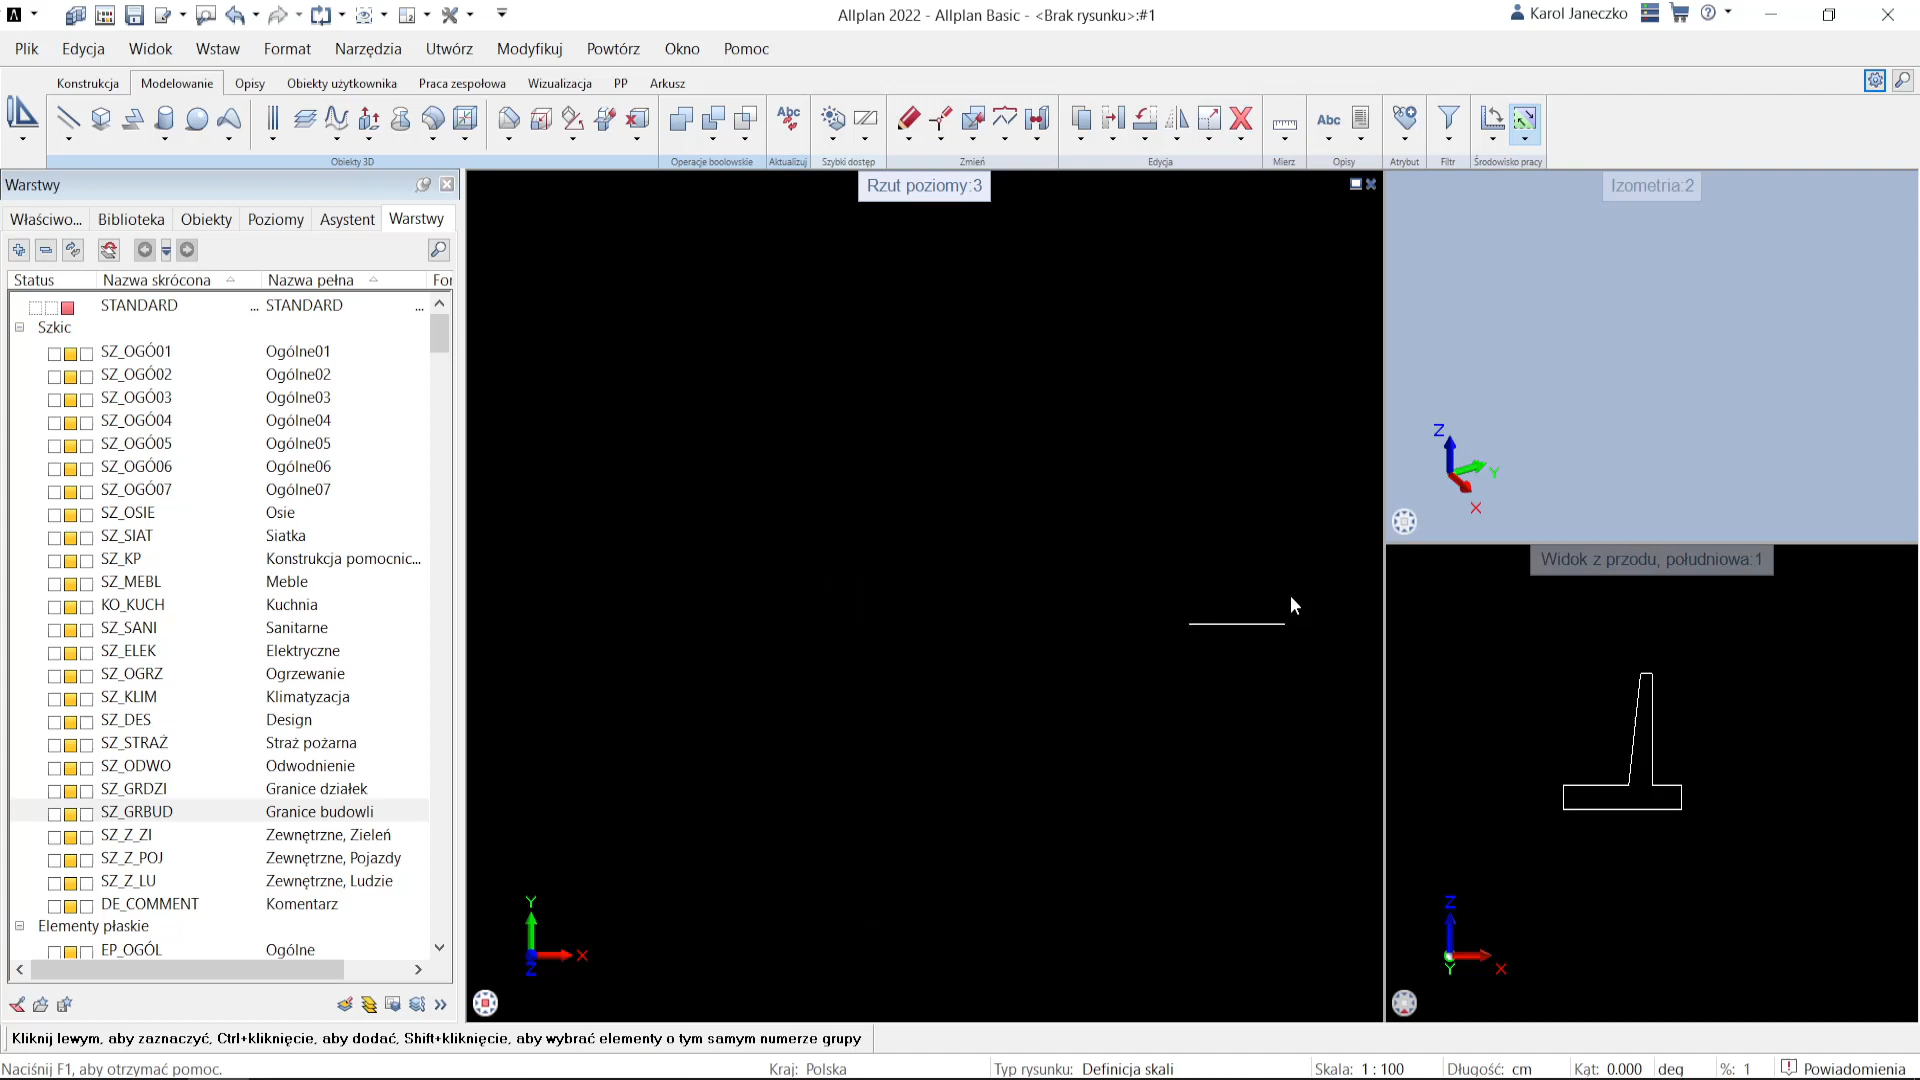 Allplan 2022 - Allplan Basic - <Brak rysunku>:#1
Karol Janeczko
Plik Edycja Widok Wstaw Format Narzędzia Utwórz Modyfikuj Powtórz Okno Pomoc
Konstrukcja Modelowanie Opisy Obiekty użytkownika Praca zespołowa Wizualizacja PP Arkusz
Abc Abc
Obiekty 3D Operacje boolowskie Aktualizuj Szybki dostęp Zmień Edycja Mierz Opisy Atrybut Filtr Środowisko pracy
Warstwy
Właściwo... Biblioteka Obiekty Poziomy Asystent Warstwy
Status Nazwa skrócona Nazwa pełna For
STANDARD ... STANDARD ...
Szkic
SZ_OGÓ01 Ogólne01
SZ_OGÓ02 Ogólne02
SZ_OGÓ03 Ogólne03
SZ_OGÓ04 Ogólne04
SZ_OGÓ05 Ogólne05
SZ_OGÓ06 Ogólne06
SZ_OGÓ07 Ogólne07
SZ_OSIE Osie
SZ_SIAT Siatka
SZ_KP Konstrukcja pomocnic...
SZ_MEBL Meble
KO_KUCH Kuchnia
SZ_SANI Sanitarne
SZ_ELEK Elektryczne
SZ_OGRZ Ogrzewanie
SZ_KLIM Klimatyzacja
SZ_DES Design
SZ_STRAŻ Straż pożarna
SZ_ODWO Odwodnienie
SZ_GRDZI Granice działek
SZ_GRBUD Granice budowli
SZ_Z_ZI Zewnętrzne, Zieleń
SZ_Z_POJ Zewnętrzne, Pojazdy
SZ_Z_LU Zewnętrzne, Ludzie
DE_COMMENT Komentarz
Elementy płaskie
EP_OGÓL Ogólne
Rzut poziomy:3
Y
X
Z
Izometria:2
Z
Y
X
Widok z przodu, południowa:1
Z
Y
X
Kliknij lewym, aby zaznaczyć, Ctrl+kliknięcie, aby dodać, Shift+kliknięcie, aby wybrać elementy o tym samym numerze grupy
Naciśnij F1, aby otrzymać pomoc. Kraj: Polska Typ rysunku: Definicja skali Skala: 1 : 100 Długość: cm Kąt: 0.000 deg %: 1 Powiadomienia